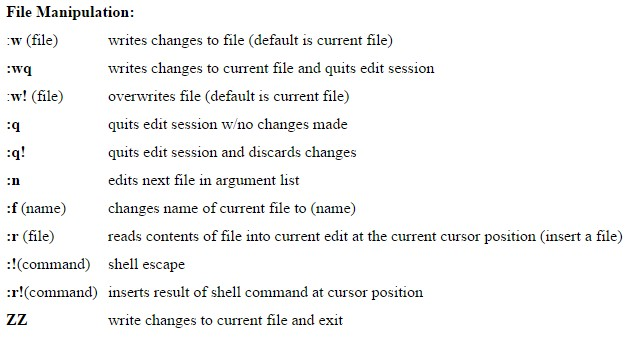 File Manipulation:
:w (file) writes changes to file (default is current file)
:wq writes changes to current file and quits edit session
:w! (file) overwrites file (default is current file)
:q quits edit session w/no changes made
:q! quits edit session and discards changes
:n edits next file in argument list
:f (name) changes name of current file to (name)
:r (file) reads contents of file into current edit at the current cursor position (insert a file)
:!(command) shell escape
:r!(command) inserts result of shell command at cursor position
ZZ write changes to current file and exit